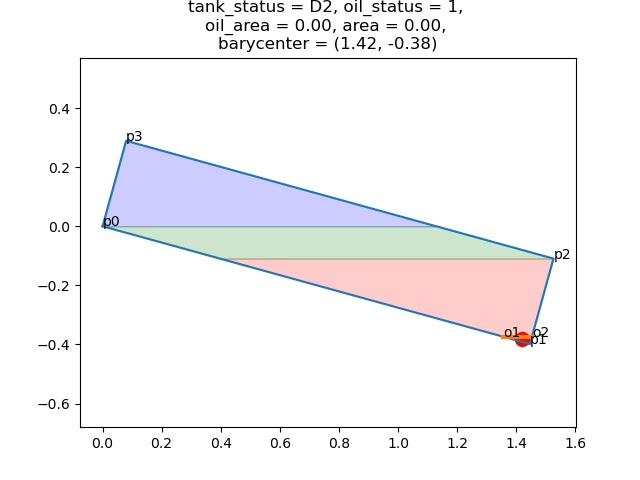 tank_status = D2, oil_status = 1,
oil_area = 0.00, area = 0.00,
barycenter = (1.42, -0.38)
0.4
0.2
0.0
−0.2
−0.4
−0.6
p3
p0
p2
o1
o2
p1
0.0 0.2 0.4 0.6 0.8 1.0 1.2 1.4 1.6